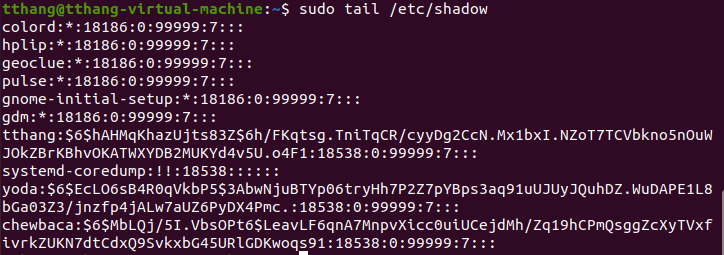 tthang@tthang-virtual-machine:~$ sudo tail /etc/shadow
colord:*:18186:0:99999:7:::
hplip:*:18186:0:99999:7:::
geoclue:*:18186:0:99999:7:::
pulse:*:18186:0:99999:7:::
gnome-initial-setup:*:18186:0:99999:7:::
gdm:*:18186:0:99999:7:::
tthang:$6$hAHMqKhazUjts83Z$6h/FKqtsg.TniTqCR/cyyDg2CcN.Mx1bxI.NZoT7TCVbkno5nOuW
JOkZBrKBhvOKATWXYDB2MUKYd4v5U.o4F1:18538:0:99999:7:::
systemd-coredump:!!:18538::::::
yoda:$6$EcLO6sB4R0qVkbP5$3AbwNjuBTYp06tryHh7P2Z7pYBps3aq91uUJUyJQuhDZ.WuDAPE1L8
bGa03Z3/jnzfp4jALw7aUZ6PyDX4Pmc.:18538:0:99999:7:::
chewbaca:$6$MbLQj/5I.VbsOPt6$LeavLF6qnA7MnpvXicc0uiUCejdMh/Zq19hCPmQsggZcXyTVxf
ivrkZUKN7dtCdxQ9SvkxbG45URlGDKwoqs91:18538:0:99999:7:::